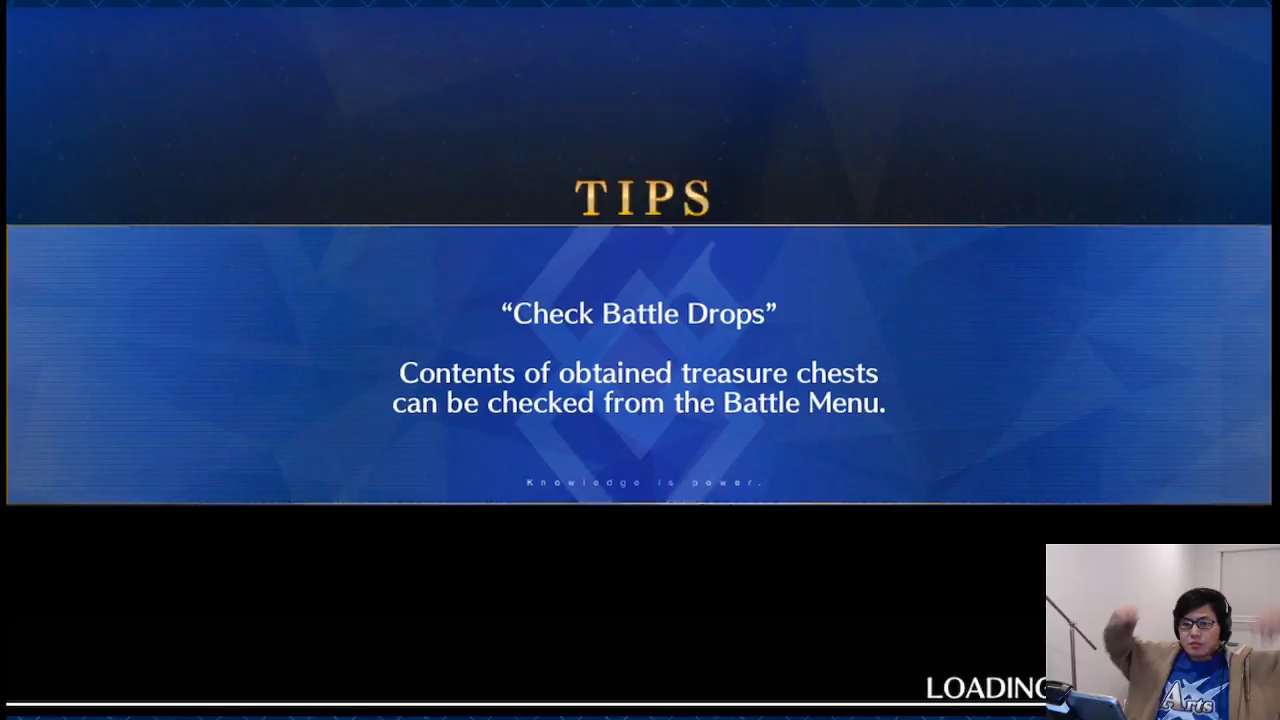 TIPS
“Check Battle Drops”
Contents of obtained treasure chests
can be checked from the Battle Menu.
Knowledge is power.
LOADING
Arts